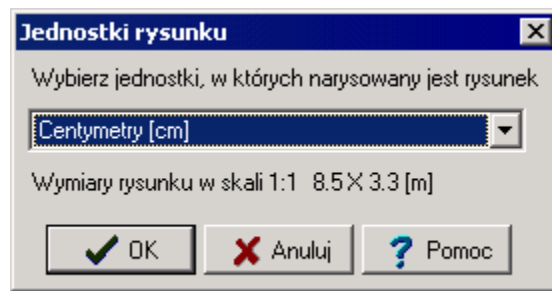 Jednostki rysunku
Wybierz jednostki, w których narysowany jest rysunek
Centymetry [cm]
Wymiary rysunku w skali 1:1 8.5 X 3.3 [m]
OK Anuluj Pomoc